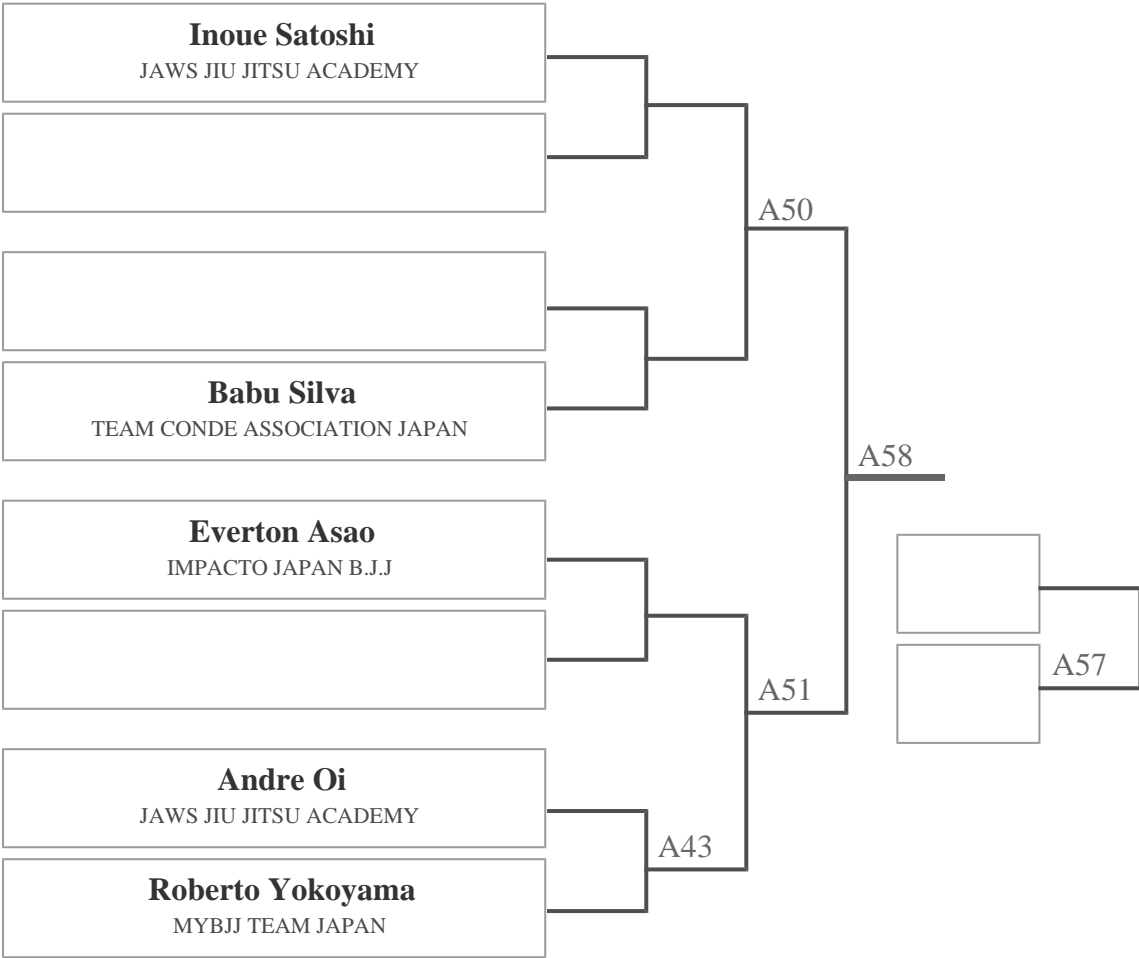 Inoue Satoshi
JAWS JIU JITSU ACADEMY
A50
Babu Silva
TEAM CONDE ASSOCIATION JAPAN
A58
Everton Asao
IMPACTO JAPAN B.J.J
A57
A51
Andre Oi
JAWS JIU JITSU ACADEMY
A43
Roberto Yokoyama
MYBJJ TEAM JAPAN